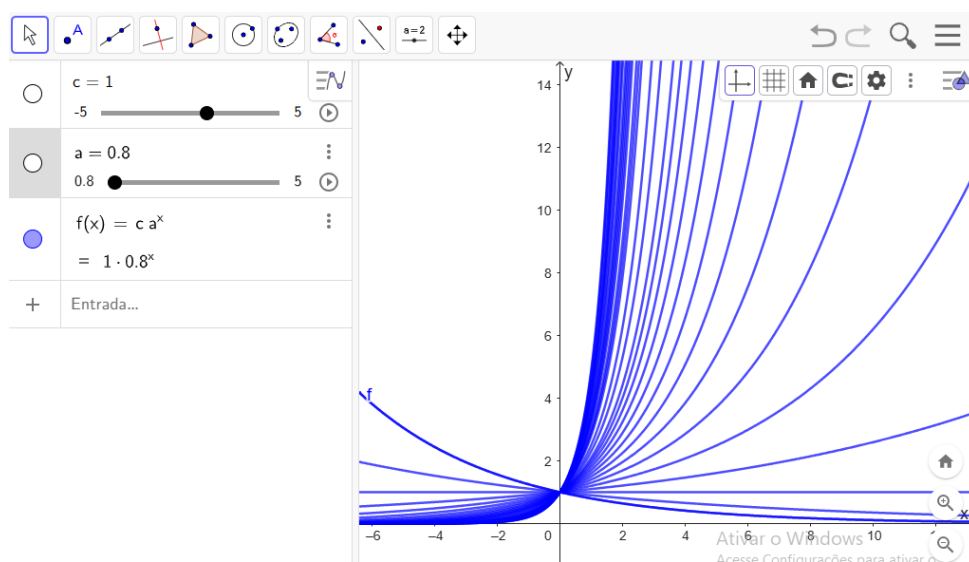 A
a=2
c = 1
-5
5
a = 0.8
0.8
5
f(x) = c aˣ
= 1 · 0.8ˣ
+ Entrada...
y
14
12
10
8
6
4
2
f
x
-6
-4
-2
0
2
4
6
8
10
Ativar o Windows
Acesse Configurações para ativar o